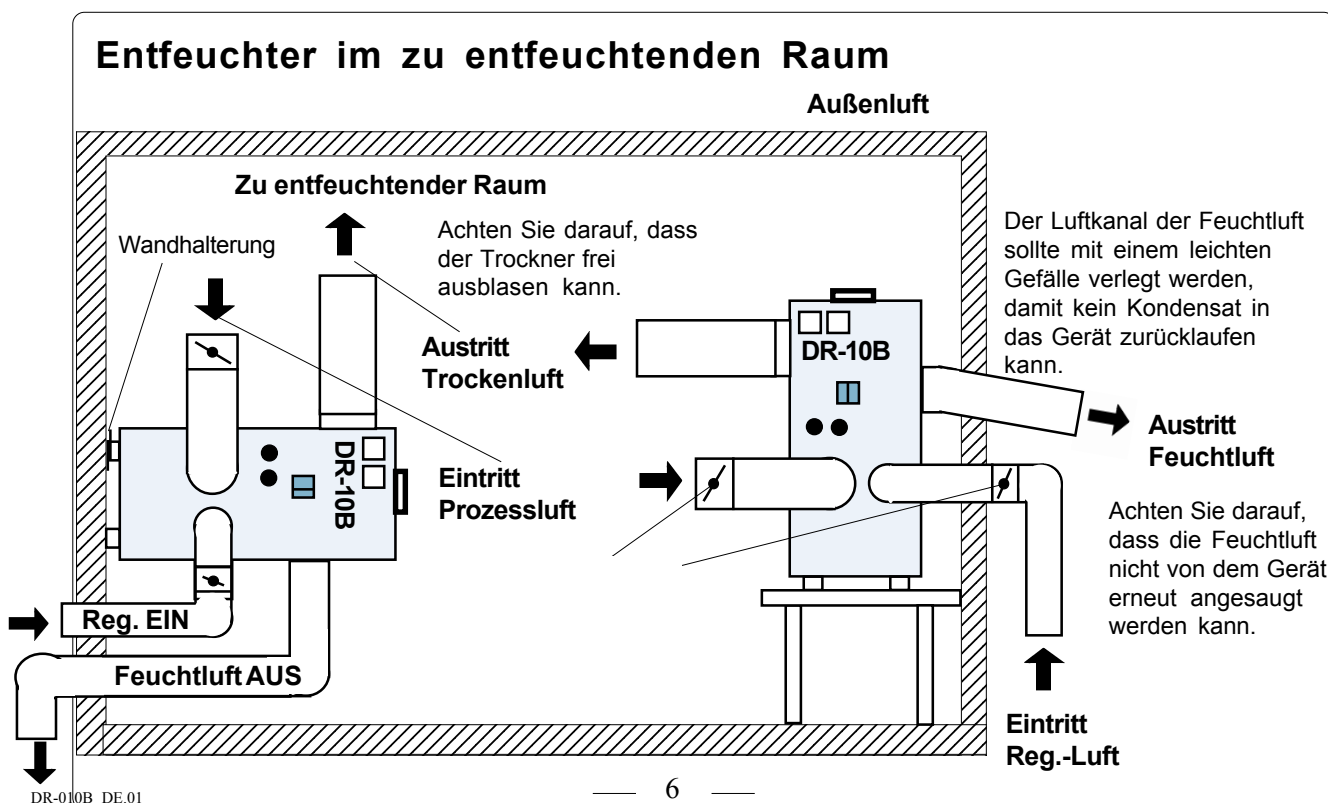 Entfeuchter im zu entfeuchtenden Raum
Außenluft
Zu entfeuchtender Raum
Wandhalterung
Achten Sie darauf, dass
der Trockner frei
ausblasen kann.
Austritt
Trockenluft
Eintritt
Prozessluft
DR-10B
Reg. EIN
Feuchtluft AUS
DR-10B
Der Luftkanal der Feuchtluft
sollte mit einem leichten
Gefälle verlegt werden,
damit kein Kondensat in
das Gerät zurücklaufen
kann.
Austritt
Feuchtluft
Achten Sie darauf,
dass die Feuchtluft
nicht von dem Gerät
erneut angesaugt
werden kann.
Eintritt
Reg.-Luft
DR-010B DE.01
6